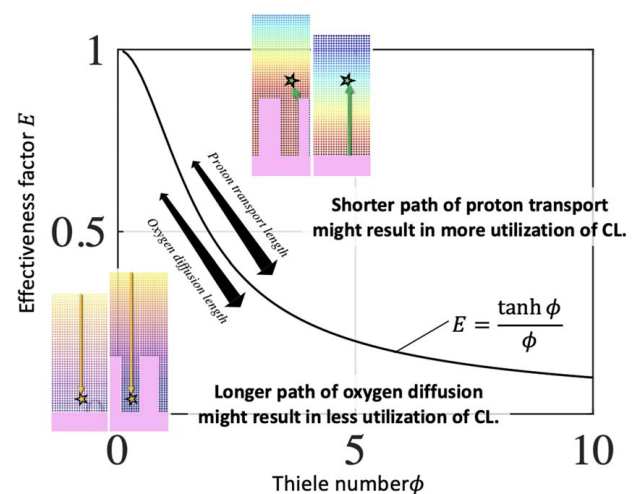 1
Effectiveness factor E
0.5
Proton transport length
Oxygen diffusion length
Shorter path of proton transport
might result in more utilization of CL.
E = tanh ϕ / ϕ
Longer path of oxygen diffusion
might result in less utilization of CL.
0 5 10
Thiele numberϕ